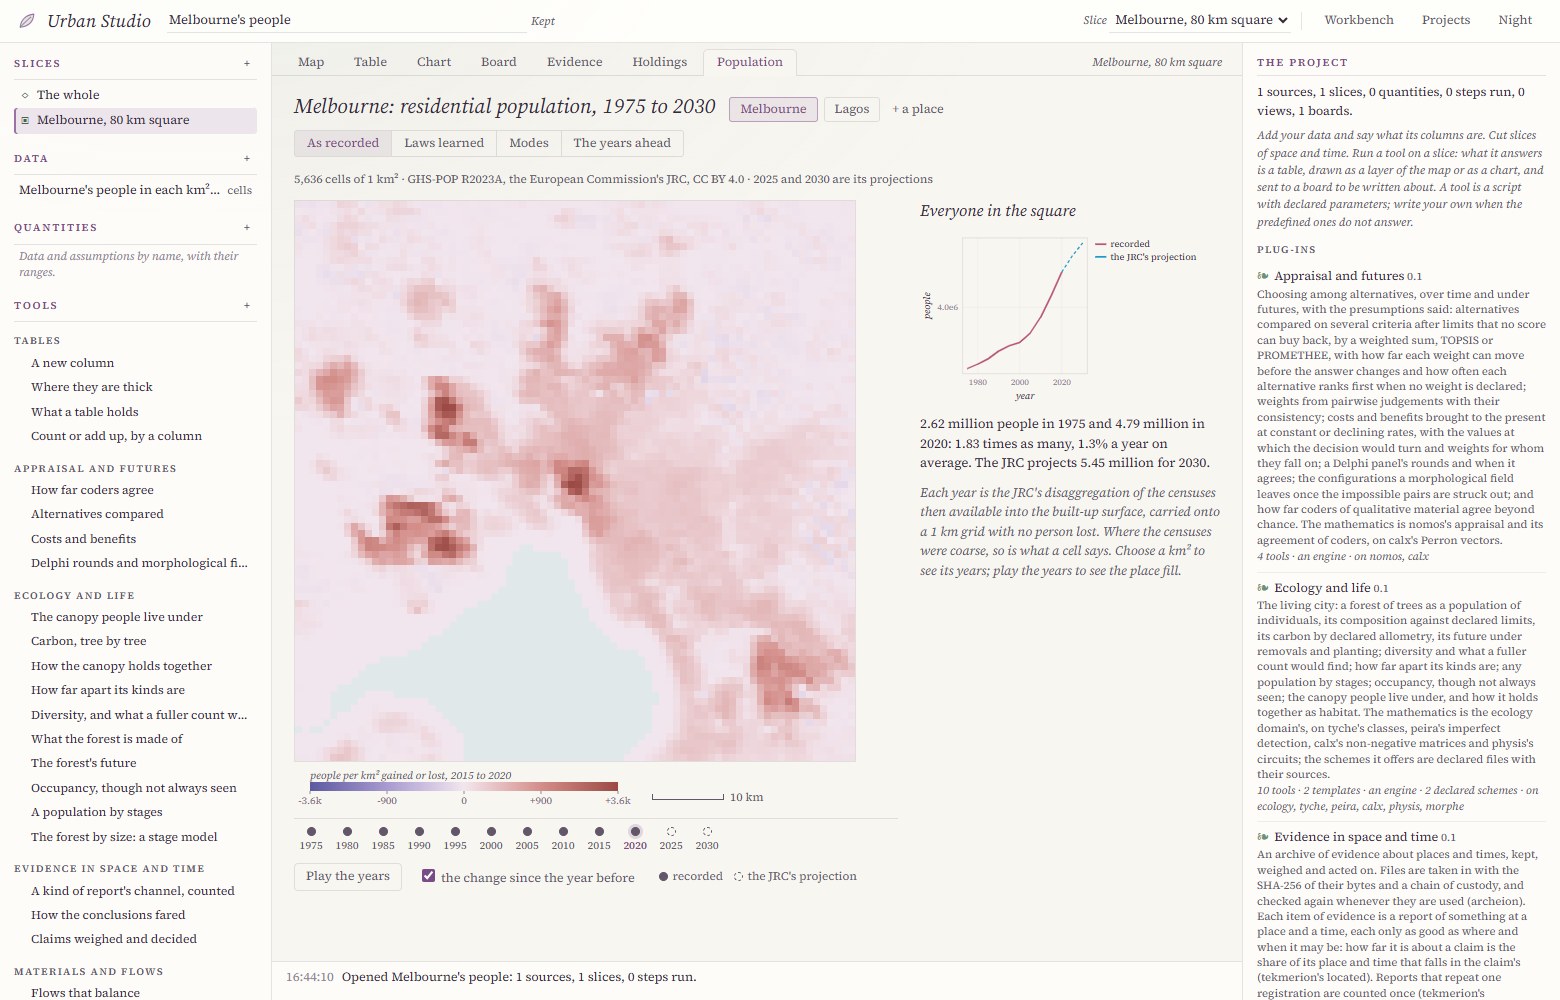 Urban Studio
Melbourne's people
Kept
Slice Melbourne, 80 km square
Workbench
Projects
Night
SLICES +
The whole
Melbourne, 80 km square
DATA +
Melbourne's people in each km²... cells
QUANTITIES +
Data and assumptions by name, with their
ranges.
TOOLS +
TABLES
A new column
Where they are thick
What a table holds
Count or add up, by a column
APPRAISAL AND FUTURES
How far coders agree
Alternatives compared
Costs and benefits
Delphi rounds and morphological fi...
ECOLOGY AND LIFE
The canopy people live under
Carbon, tree by tree
How the canopy holds together
How far apart its kinds are
Diversity, and what a fuller count w...
What the forest is made of
The forest's future
Occupancy, though not always seen
A population by stages
The forest by size: a stage model
EVIDENCE IN SPACE AND TIME
A kind of report's channel, counted
How the conclusions fared
Claims weighed and decided
MATERIALS AND FLOWS
Flows that balance
Map Table Chart Board Evidence Holdings Population
Melbourne, 80 km square
Melbourne: residential population, 1975 to 2030
Melbourne Lagos + a place
As recorded Laws learned Modes The years ahead
5,636 cells of 1 km² · GHS-POP R2023A, the European Commission's JRC, CC BY 4.0 · 2025 and 2030 are its projections
people per km² gained or lost, 2015 to 2020
-3.6k -900 0 +900 +3.6k
10 km
1975 1980 1985 1990 1995 2000 2005 2010 2015 2020 2025 2030
Play the years
the change since the year before
recorded
the JRC's projection
Everyone in the square
recorded
the JRC's projection
people
4.0e6
1980 2000 2020
year
2.62 million people in 1975 and 4.79 million in
2020: 1.83 times as many, 1.3% a year on
average. The JRC projects 5.45 million for 2030.
Each year is the JRC's disaggregation of the censuses
then available into the built-up surface, carried onto
a 1 km grid with no person lost. Where the censuses
were coarse, so is what a cell says. Choose a km² to
see its years; play the years to see the place fill.
16:44:10 Opened Melbourne's people: 1 sources, 1 slices, 0 steps run.
THE PROJECT
1 sources, 1 slices, 0 quantities, 0 steps run, 0
views, 1 boards.
Add your data and say what its columns are. Cut slices
of space and time. Run a tool on a slice: what it answers
is a table, drawn as a layer of the map or as a chart, and
sent to a board to be written about. A tool is a script
with declared parameters; write your own when the
predefined ones do not answer.
PLUG-INS
Appraisal and futures 0.1
Choosing among alternatives, over time and under
futures, with the presumptions said: alternatives
compared on several criteria after limits that no score
can buy back, by a weighted sum, TOPSIS or
PROMETHEE, with how far each weight can move
before the answer changes and how often each
alternative ranks first when no weight is declared;
weights from pairwise judgements with their
consistency; costs and benefits brought to the present
at constant or declining rates, with the values at
which the decision would turn and weights for whom
they fall on; a Delphi panel's rounds and when it
agrees; the configurations a morphological field
leaves once the impossible pairs are struck out; and
how far coders of qualitative material agree beyond
chance. The mathematics is nomos's appraisal and its
agreement of coders, on calx's Perron vectors.
4 tools · an engine · on nomos, calx
Ecology and life 0.1
The living city: a forest of trees as a population of
individuals, its composition against declared limits,
its carbon by declared allometry, its future under
removals and planting; diversity and what a fuller
count would find; how far apart its kinds are; any
population by stages; occupancy, though not always
seen; the canopy people live under, and how it holds
together as habitat. The mathematics is the ecology
domain's, on tyche's classes, peira's imperfect
detection, calx's non-negative matrices and physis's
circuits; the schemes it offers are declared files with
their sources.
10 tools · 2 templates · an engine · 2 declared schemes · on
ecology, tyche, peira, calx, physis, morphe
Evidence in space and time 0.1
An archive of evidence about places and times, kept,
weighed and acted on. Files are taken in with the
SHA-256 of their bytes and a chain of custody, and
checked again whenever they are used (archeion).
Each item of evidence is a report of something at a
place and a time, each only as good as where and
when it may be: how far it is about a claim is the
share of its place and time that falls in the claim's
(tekmerion's located). Reports that repeat one
registration are counted once (tekmerion's